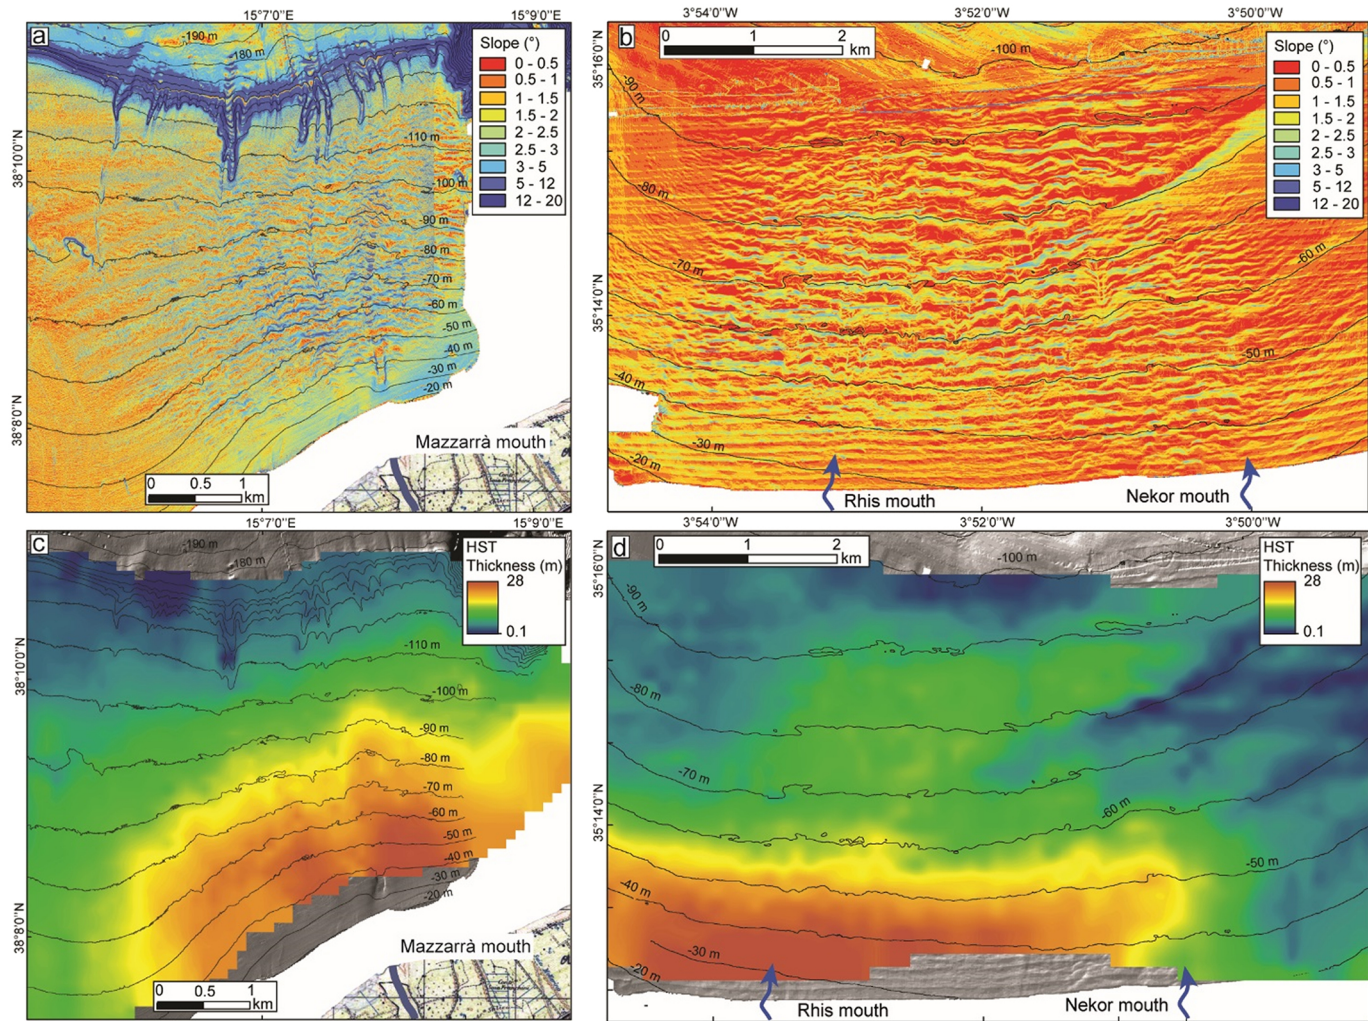 15°7'0"E
15°9'0"E
3°54'0"W
3°52'0"W
3°50'0"W
a
-190 m
-180 m
-110 m
-100 m
-90 m
-80 m
-70 m
-60 m
-50 m
-40 m
-30 m
-20 m
Slope (°)
0 - 0.5
0.5 - 1
1 - 1.5
1.5 - 2
2 - 2.5
2.5 - 3
3 - 5
5 - 12
12 - 20
38°10'0"N
38°8'0"N
Mazzarrà mouth
0 0.5 1
km
b
0 1 2
km
-100 m
-90 m
-80 m
-70 m
-60 m
-50 m
-40 m
-30 m
-20 m
Slope (°)
0 - 0.5
0.5 - 1
1 - 1.5
1.5 - 2
2 - 2.5
2.5 - 3
3 - 5
5 - 12
12 - 20
35°16'0"N
35°14'0"N
Rhis mouth
Nekor mouth
15°7'0"E
15°9'0"E
3°54'0"W
3°52'0"W
3°50'0"W
c
-190 m
-180 m
-110 m
-100 m
-90 m
-80 m
-70 m
-60 m
-50 m
-40 m
-30 m
-20 m
HST
Thickness (m)
28
0.1
38°10'0"N
38°8'0"N
Mazzarrà mouth
0 0.5 1
km
d
0 1 2
km
-100 m
-90 m
-80 m
-70 m
-60 m
-50 m
-40 m
-30 m
-20 m
HST
Thickness (m)
28
0.1
35°16'0"N
35°14'0"N
Rhis mouth
Nekor mouth